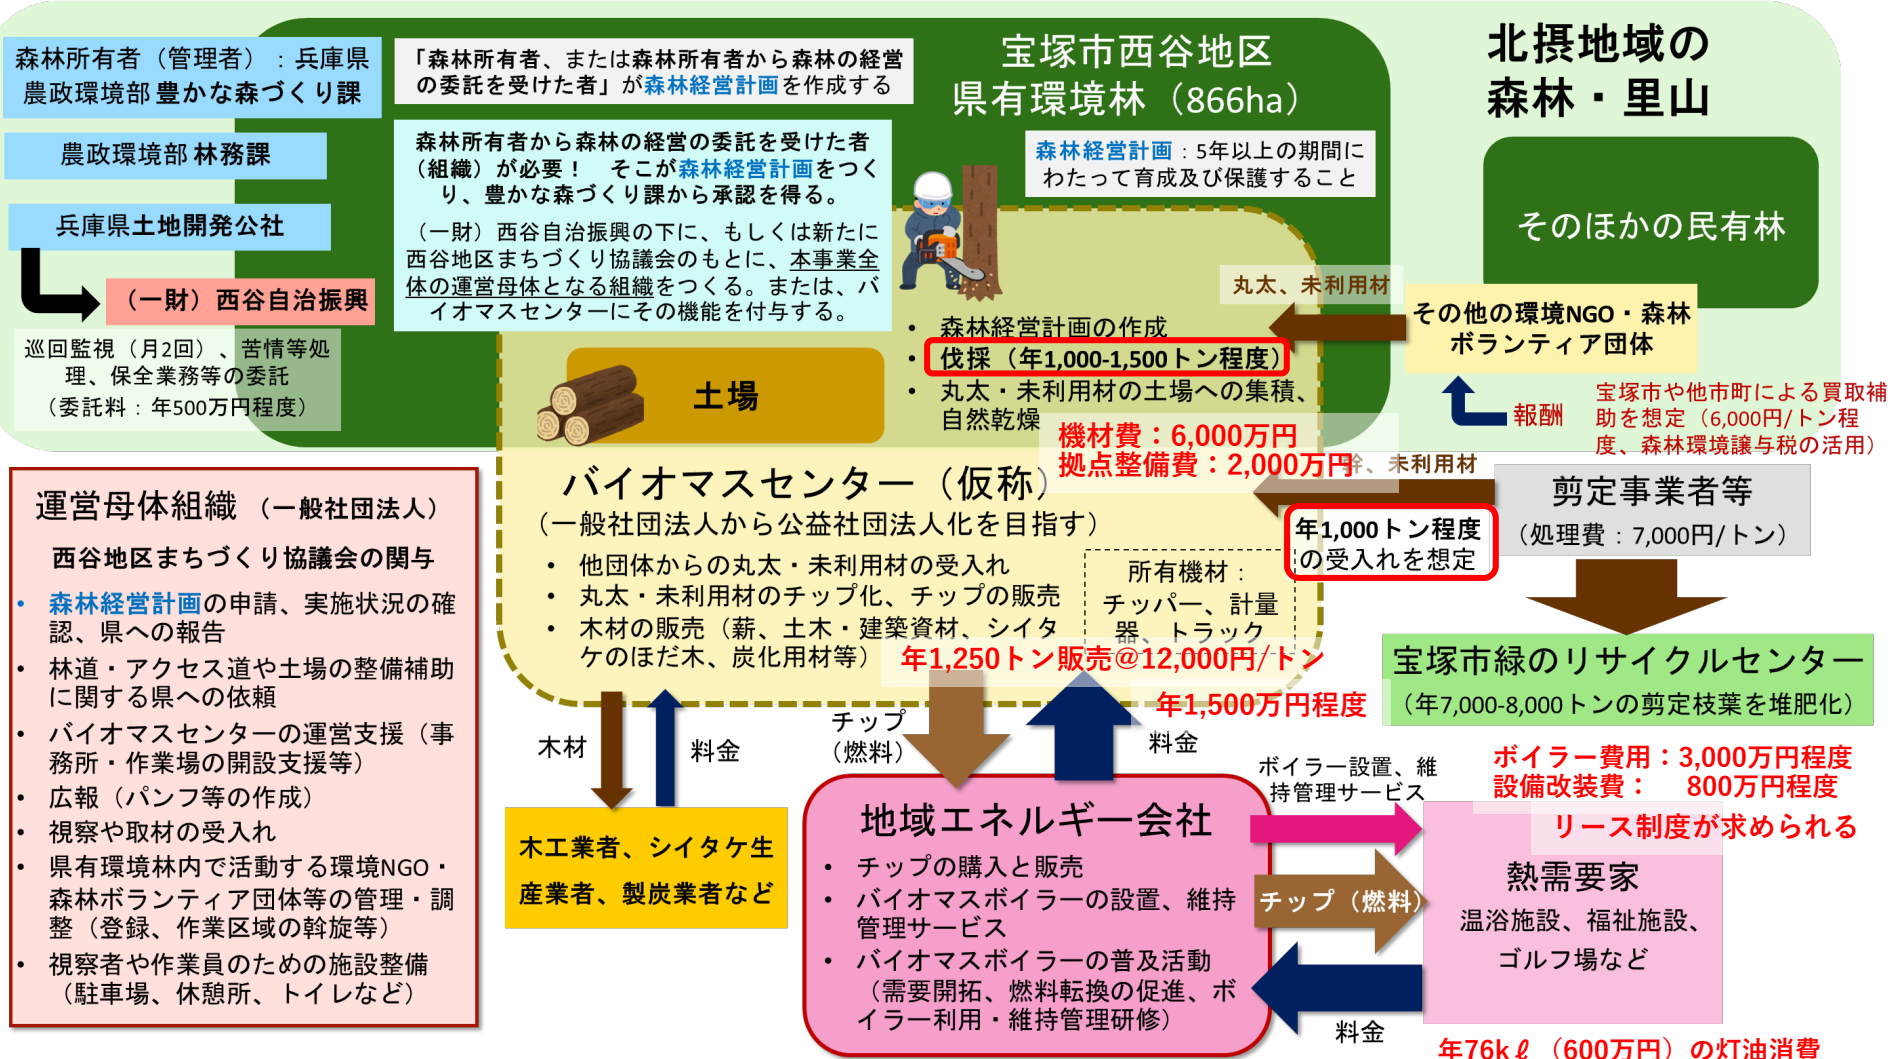 森林所有者（管理者）：兵庫県
農政環境部 豊かな森づくり課
農政環境部 林務課
兵庫県土地開発公社
（一財）西谷自治振興
巡回監視（月2回）、苦情等処
理、保全業務等の委託
（委託料：年500万円程度）
「森林所有者、または森林所有者から森林の経営
の委託を受けた者」が森林経営計画を作成する
森林所有者から森林の経営の委託を受けた者
（組織）が必要！　そこが森林経営計画をつく
り、豊かな森づくり課から承認を得る。
（一財）西谷自治振興の下に、もしくは新たに
西谷地区まちづくり協議会のもとに、本事業全
体の運営母体となる組織をつくる。または、バ
イオマスセンターにその機能を付与する。
宝塚市西谷地区
県有環境林（866ha）
森林経営計画：5年以上の期間に
わたって育成及び保護すること
北摂地域の
森林・里山
そのほかの民有林
丸太、未利用材
その他の環境NGO・森林
ボランティア団体
報酬
宝塚市や他市町による買取補
助を想定（6,000円/トン程
度、森林環境譲与税の活用）
• 森林経営計画の作成
• 伐採（年1,000-1,500トン程度）
• 丸太・未利用材の土場への集積、
自然乾燥
土場
機材費：6,000万円
拠点整備費：2,000万円
幹、未利用材
バイオマスセンター（仮称）
（一般社団法人から公益社団法人化を目指す）
• 他団体からの丸太・未利用材の受入れ
• 丸太・未利用材のチップ化、チップの販売
• 木材の販売（薪、土木・建築資材、シイタ
ケのほだ木、炭化用材等）
所有機材：
チッパー、計量
器、トラック
年1,250トン販売@12,000円/トン
年1,500万円程度
年1,000トン程度
の受入れを想定
剪定事業者等
（処理費：7,000円/トン）
宝塚市緑のリサイクルセンター
（年7,000-8,000トンの剪定枝葉を堆肥化）
運営母体組織（一般社団法人）
西谷地区まちづくり協議会の関与
• 森林経営計画の申請、実施状況の確
認、県への報告
• 林道・アクセス道や土場の整備補助
に関する県への依頼
• バイオマスセンターの運営支援（事
務所・作業場の開設支援等）
• 広報（パンフ等の作成）
• 視察や取材の受入れ
• 県有環境林内で活動する環境NGO・
森林ボランティア団体等の管理・調
整（登録、作業区域の斡旋等）
• 視察者や作業員のための施設整備
（駐車場、休憩所、トイレなど）
木材
料金
チップ
（燃料）
料金
木工業者、シイタケ生
産業者、製炭業者など
地域エネルギー会社
• チップの購入と販売
• バイオマスボイラーの設置、維持
管理サービス
• バイオマスボイラーの普及活動
（需要開拓、燃料転換の促進、ボ
イラー利用・維持管理研修）
ボイラー設置、維
持管理サービス
チップ（燃料）
料金
ボイラー費用：3,000万円程度
設備改装費：　800万円程度
リース制度が求められる
熱需要家
温浴施設、福祉施設、
ゴルフ場など
年76kℓ（600万円）の灯油消費